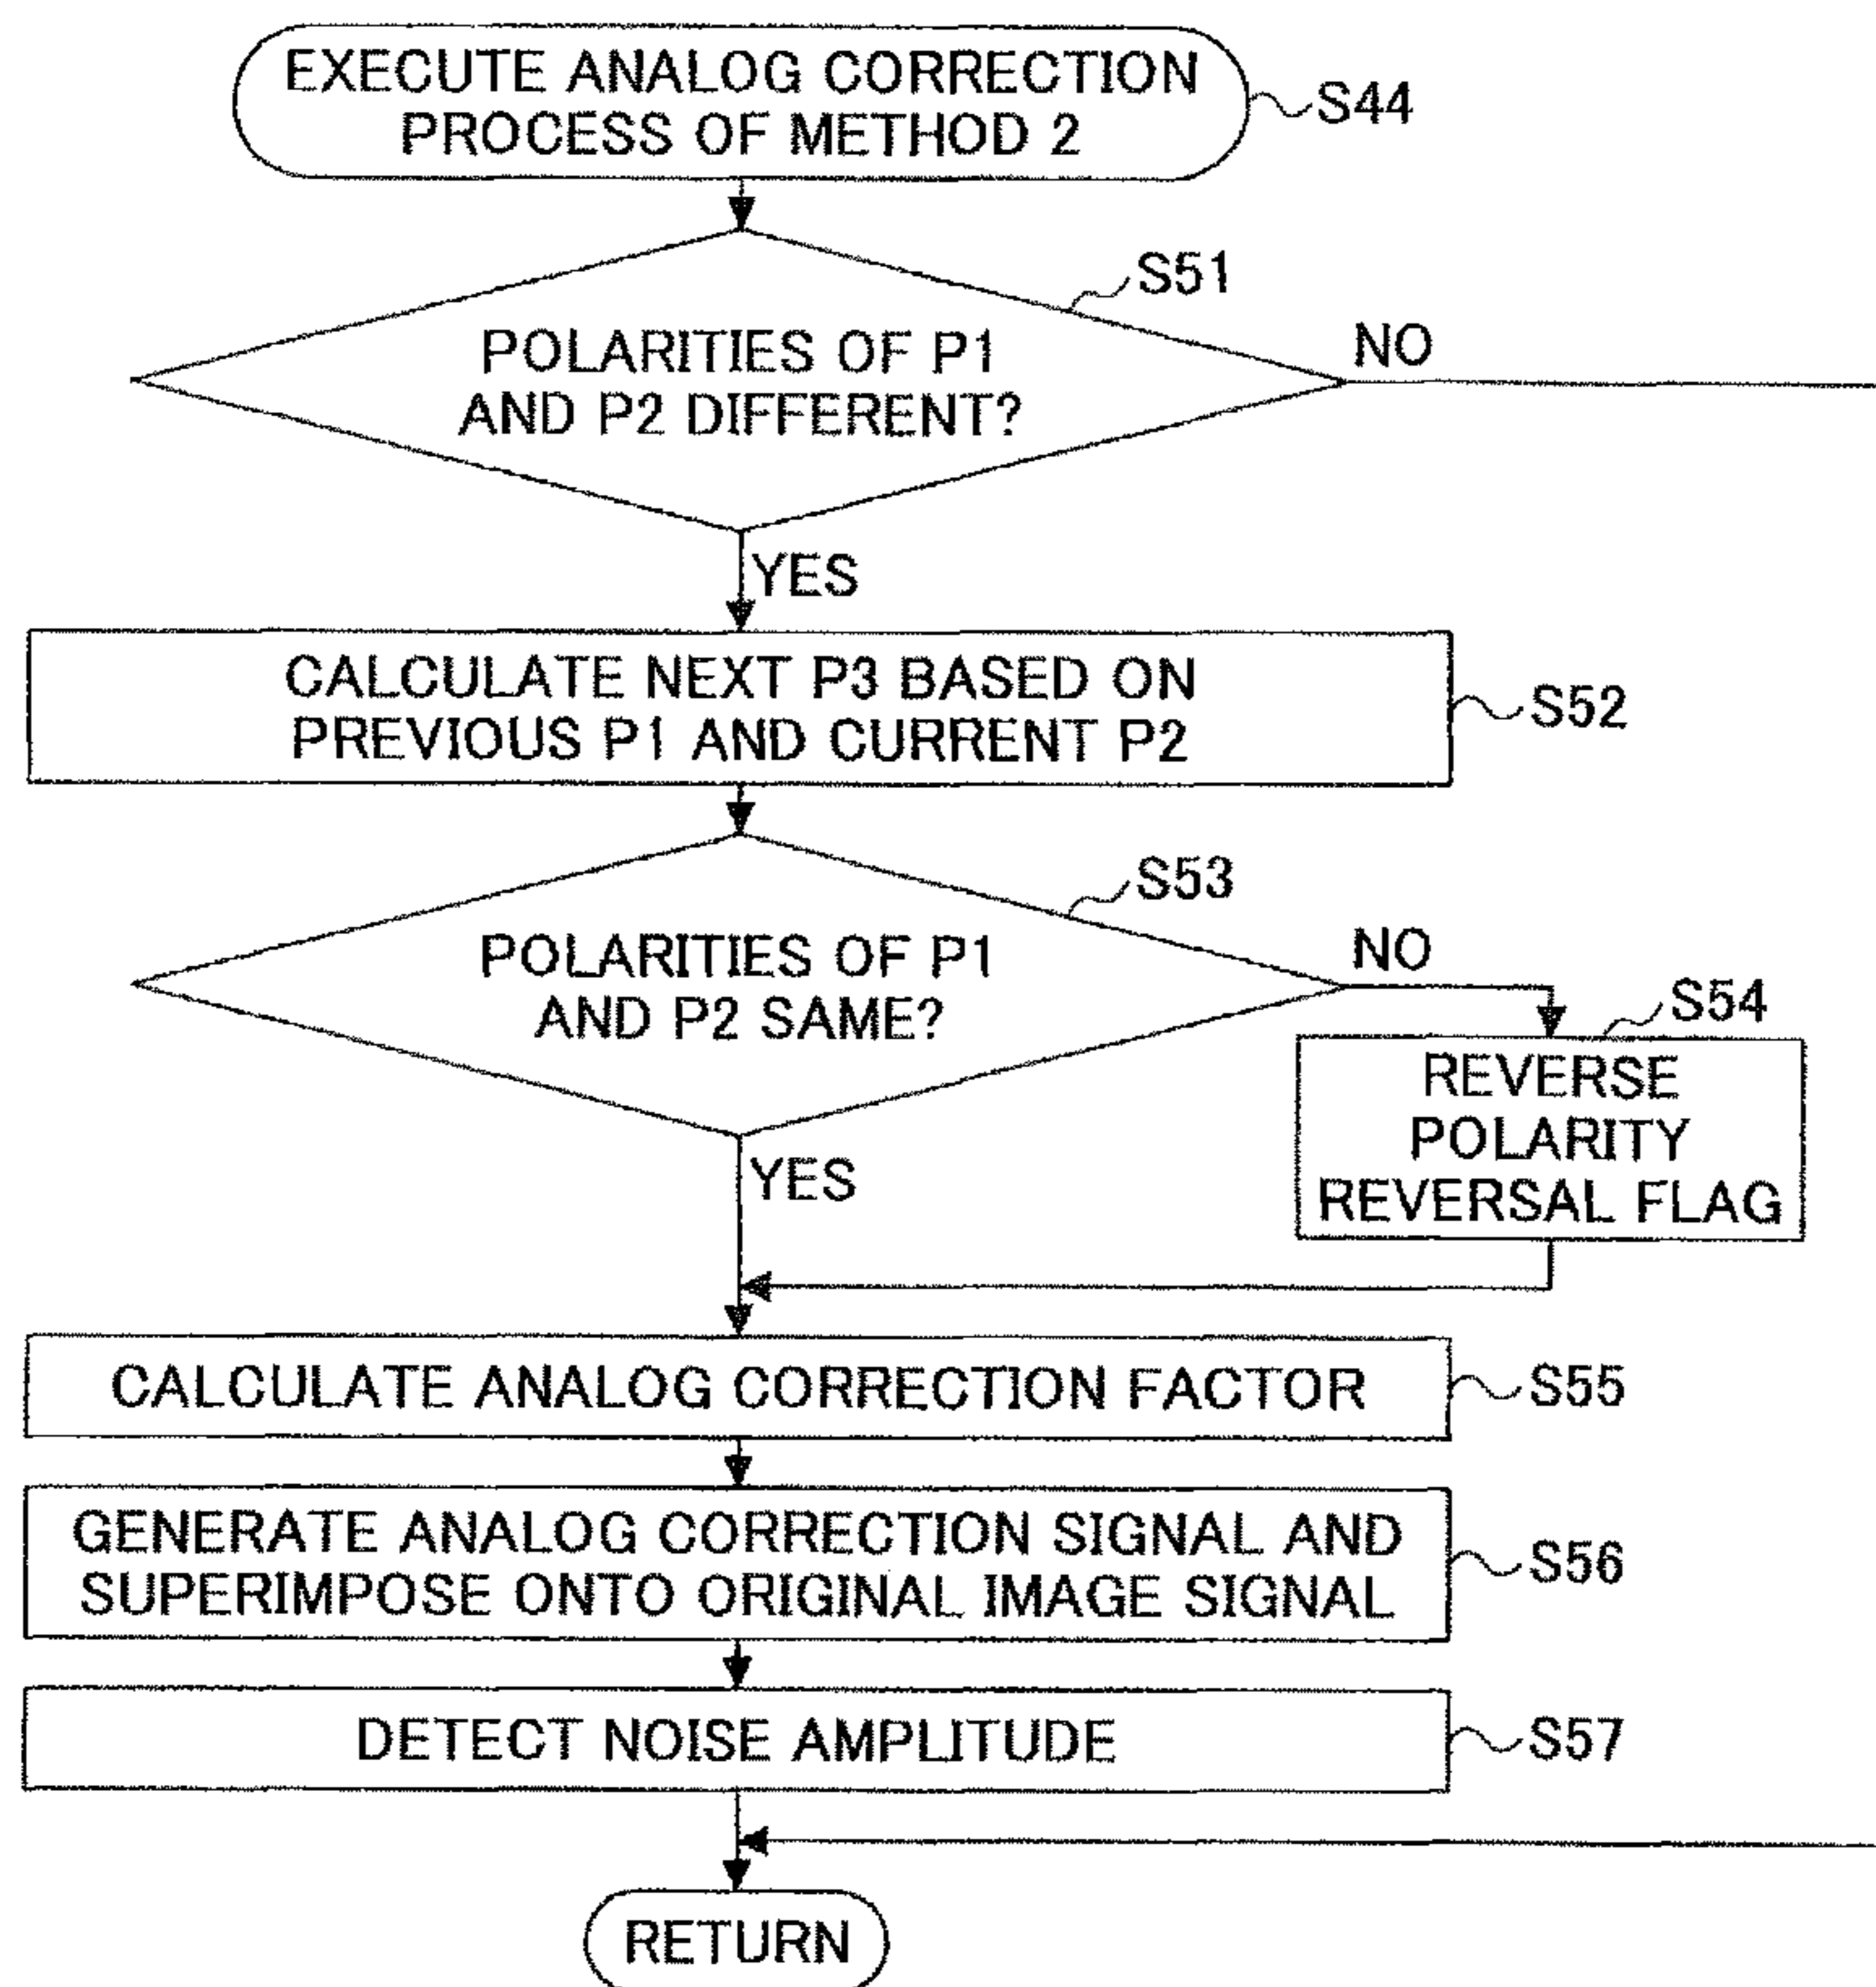 EXECUTE ANALOG CORRECTION
PROCESS OF METHOD 2
S44
S51
POLARITIES OF P1
AND P2 DIFFERENT?
NO
YES
CALCULATE NEXT P3 BASED ON
PREVIOUS P1 AND CURRENT P2
S52
S53
POLARITIES OF P1
AND P2 SAME?
NO
S54
REVERSE
POLARITY
REVERSAL FLAG
YES
CALCULATE ANALOG CORRECTION FACTOR
S55
GENERATE ANALOG CORRECTION SIGNAL AND
SUPERIMPOSE ONTO ORIGINAL IMAGE SIGNAL
S56
DETECT NOISE AMPLITUDE
S57
RETURN